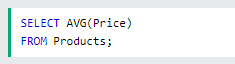 SELECT AVG(Price)
FROM Products;